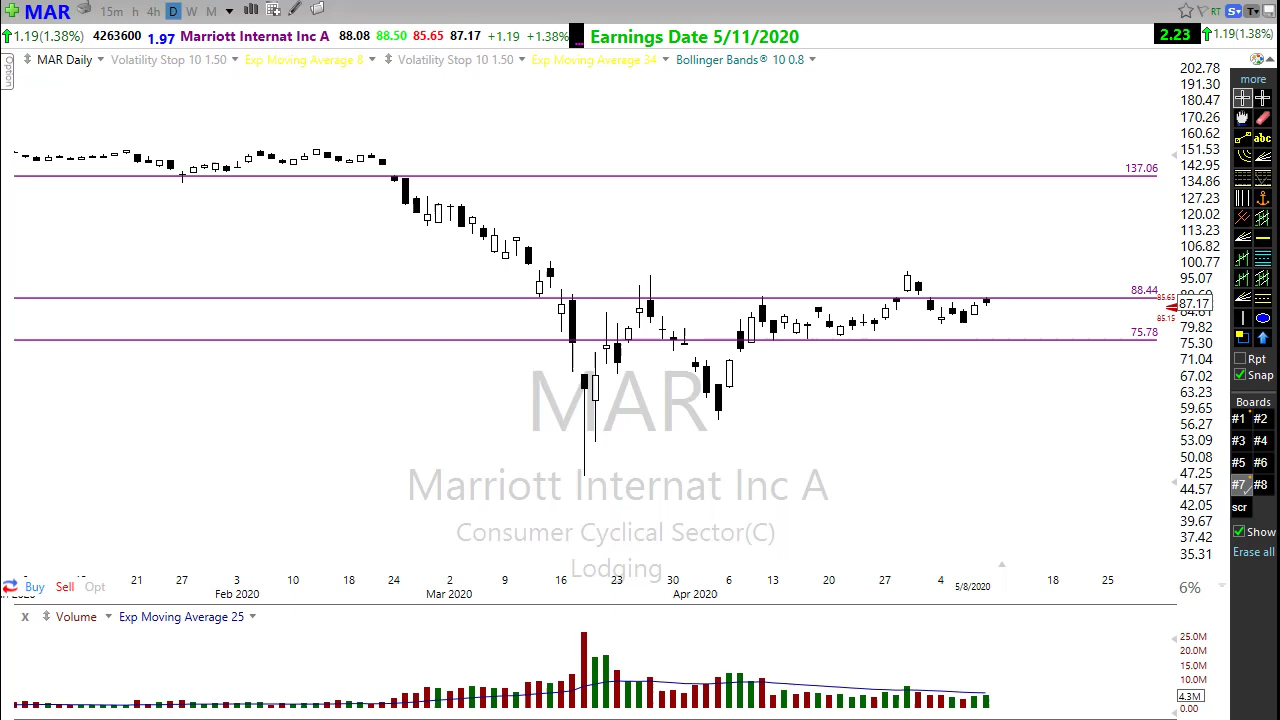 MAR 15m h 4h D W M RT S T
1.19(1.38%) 4263600 1.97 Marriott Internat Inc A 88.08 88.50 85.65 87.17 +1.19 +1.38% Earnings Date 5/11/2020 2.23 1.19(1.38%)
Option
MAR Daily Volatility Stop 10 1.50 Exp Moving Average 8 Volatility Stop 10 1.50 Exp Moving Average 34 Bollinger Bands® 10 0.8
202.78
191.30
180.47
170.26
160.62
151.53
142.95
137.06
134.86
127.23
120.02
113.23
106.82
100.77
95.07
88.44
85.65
87.17
85.15
79.82
75.78
75.30
71.04
67.02
63.23
59.65
56.27
53.09
50.08
47.25
44.57
42.05
39.67
37.42
35.31
MAR
Marriott Internat Inc A
Consumer Cyclical Sector(C)
Lodging
21 27 3 10 18 24 2 9 16 23 30 6 13 20 27 4 5/8/2020 18 25
Feb 2020 Mar 2020 Apr 2020
Buy Sell Opt
6%
x Volume Exp Moving Average 25
25.0M
20.0M
15.0M
10.0M
4.3M
0.00
more
abc
Rpt
Snap
Boards
#1 #2
#3 #4
#5 #6
#7 #8
scr
Show
Erase all